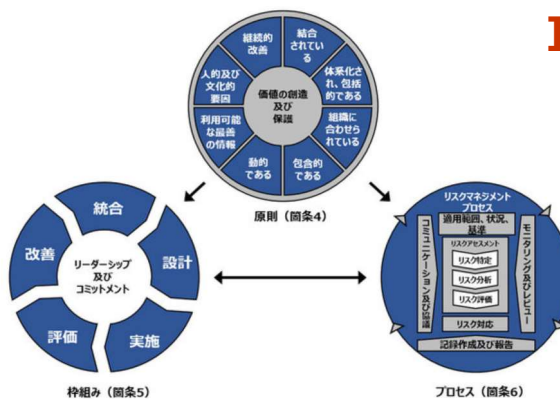 継続的
改善
結合
されてい
る
体系化さ
れ、包括
的である
組織に
合わせら
れている
包含的
である
動的
である
利用可能
な最善
の情報
人的及び
文化的
要因
価値の創造
及び
保護
原則（箇条4）
統合
設計
実施
評価
改善
リーダーシップ
及び
コミットメント
枠組み（箇条5）
リスクマネジメント
プロセス
適用範囲、状況、
基準
コミュニケーション及び協議
リスクアセスメント
リスク特定
リスク分析
リスク評価
モニタリング及びレビュー
リスク対応
記録作成及び報告
プロセス（箇条6）